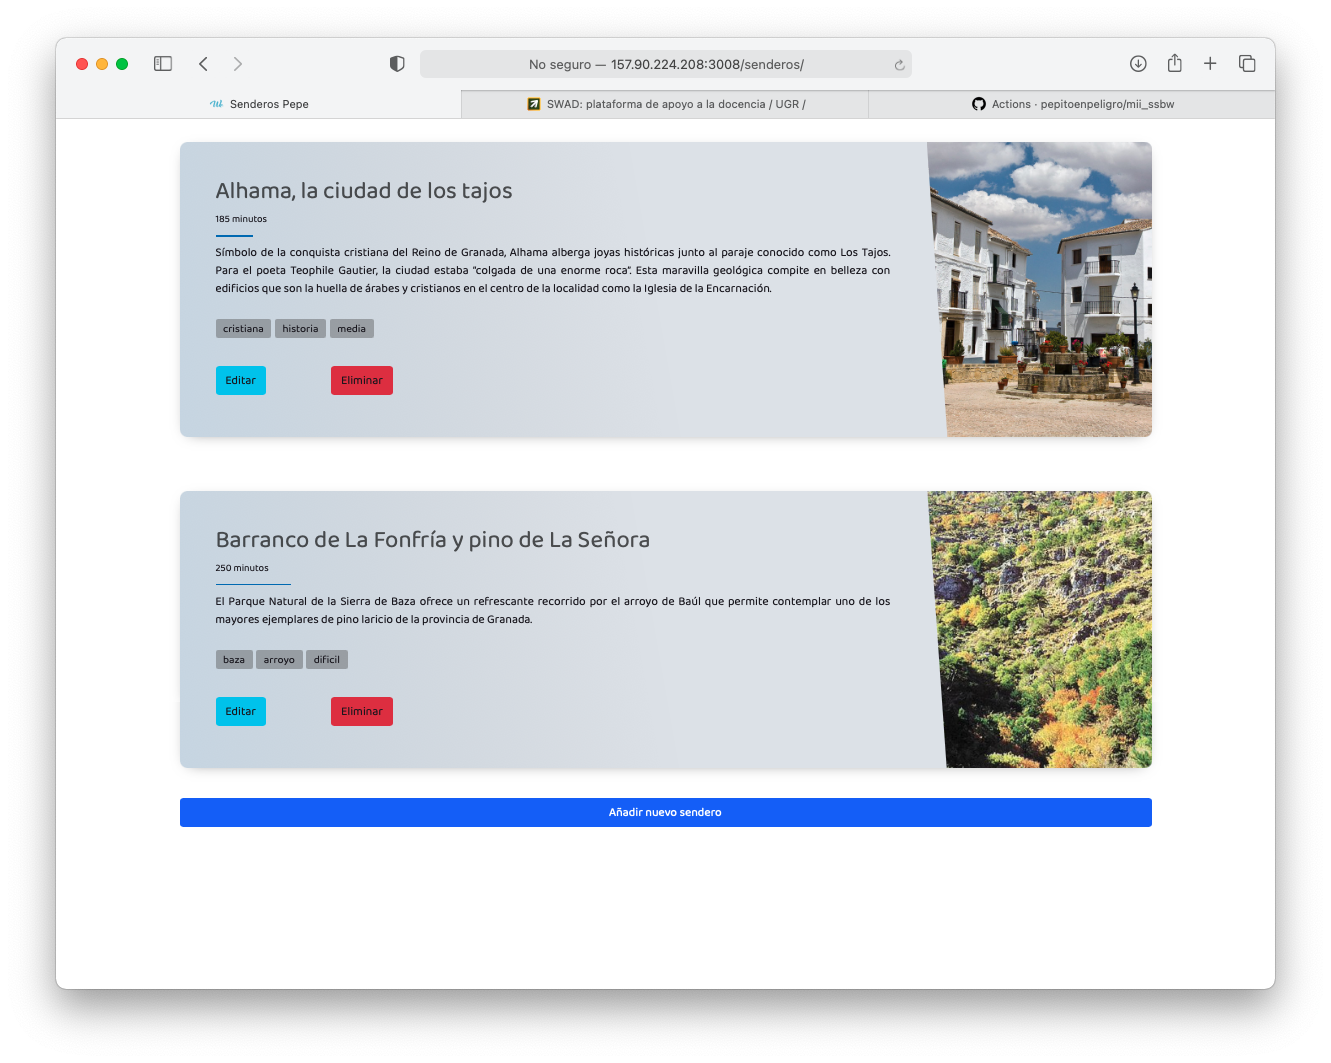 No seguro — 157.90.224.208:3008/senderos/
Senderos Pepe
SWAD: plataforma de apoyo a la docencia / UGR /
Actions · pepitoenpeligro/mii_ssbw
Alhama, la ciudad de los tajos
185 minutos
Símbolo de la conquista cristiana del Reino de Granada, Alhama alberga joyas históricas junto al paraje conocido como Los Tajos.
Para el poeta Teophile Gautier, la ciudad estaba "colgada de una enorme roca". Esta maravilla geológica compite en belleza con
edificios que son la huella de árabes y cristianos en el centro de la localidad como la Iglesia de la Encarnación.
cristiana historia media
Editar Eliminar
Barranco de La Fonfría y pino de La Señora
250 minutos
El Parque Natural de la Sierra de Baza ofrece un refrescante recorrido por el arroyo de Baúl que permite contemplar uno de los
mayores ejemplares de pino laricio de la provincia de Granada.
baza arroyo dificil
Editar Eliminar
Añadir nuevo sendero